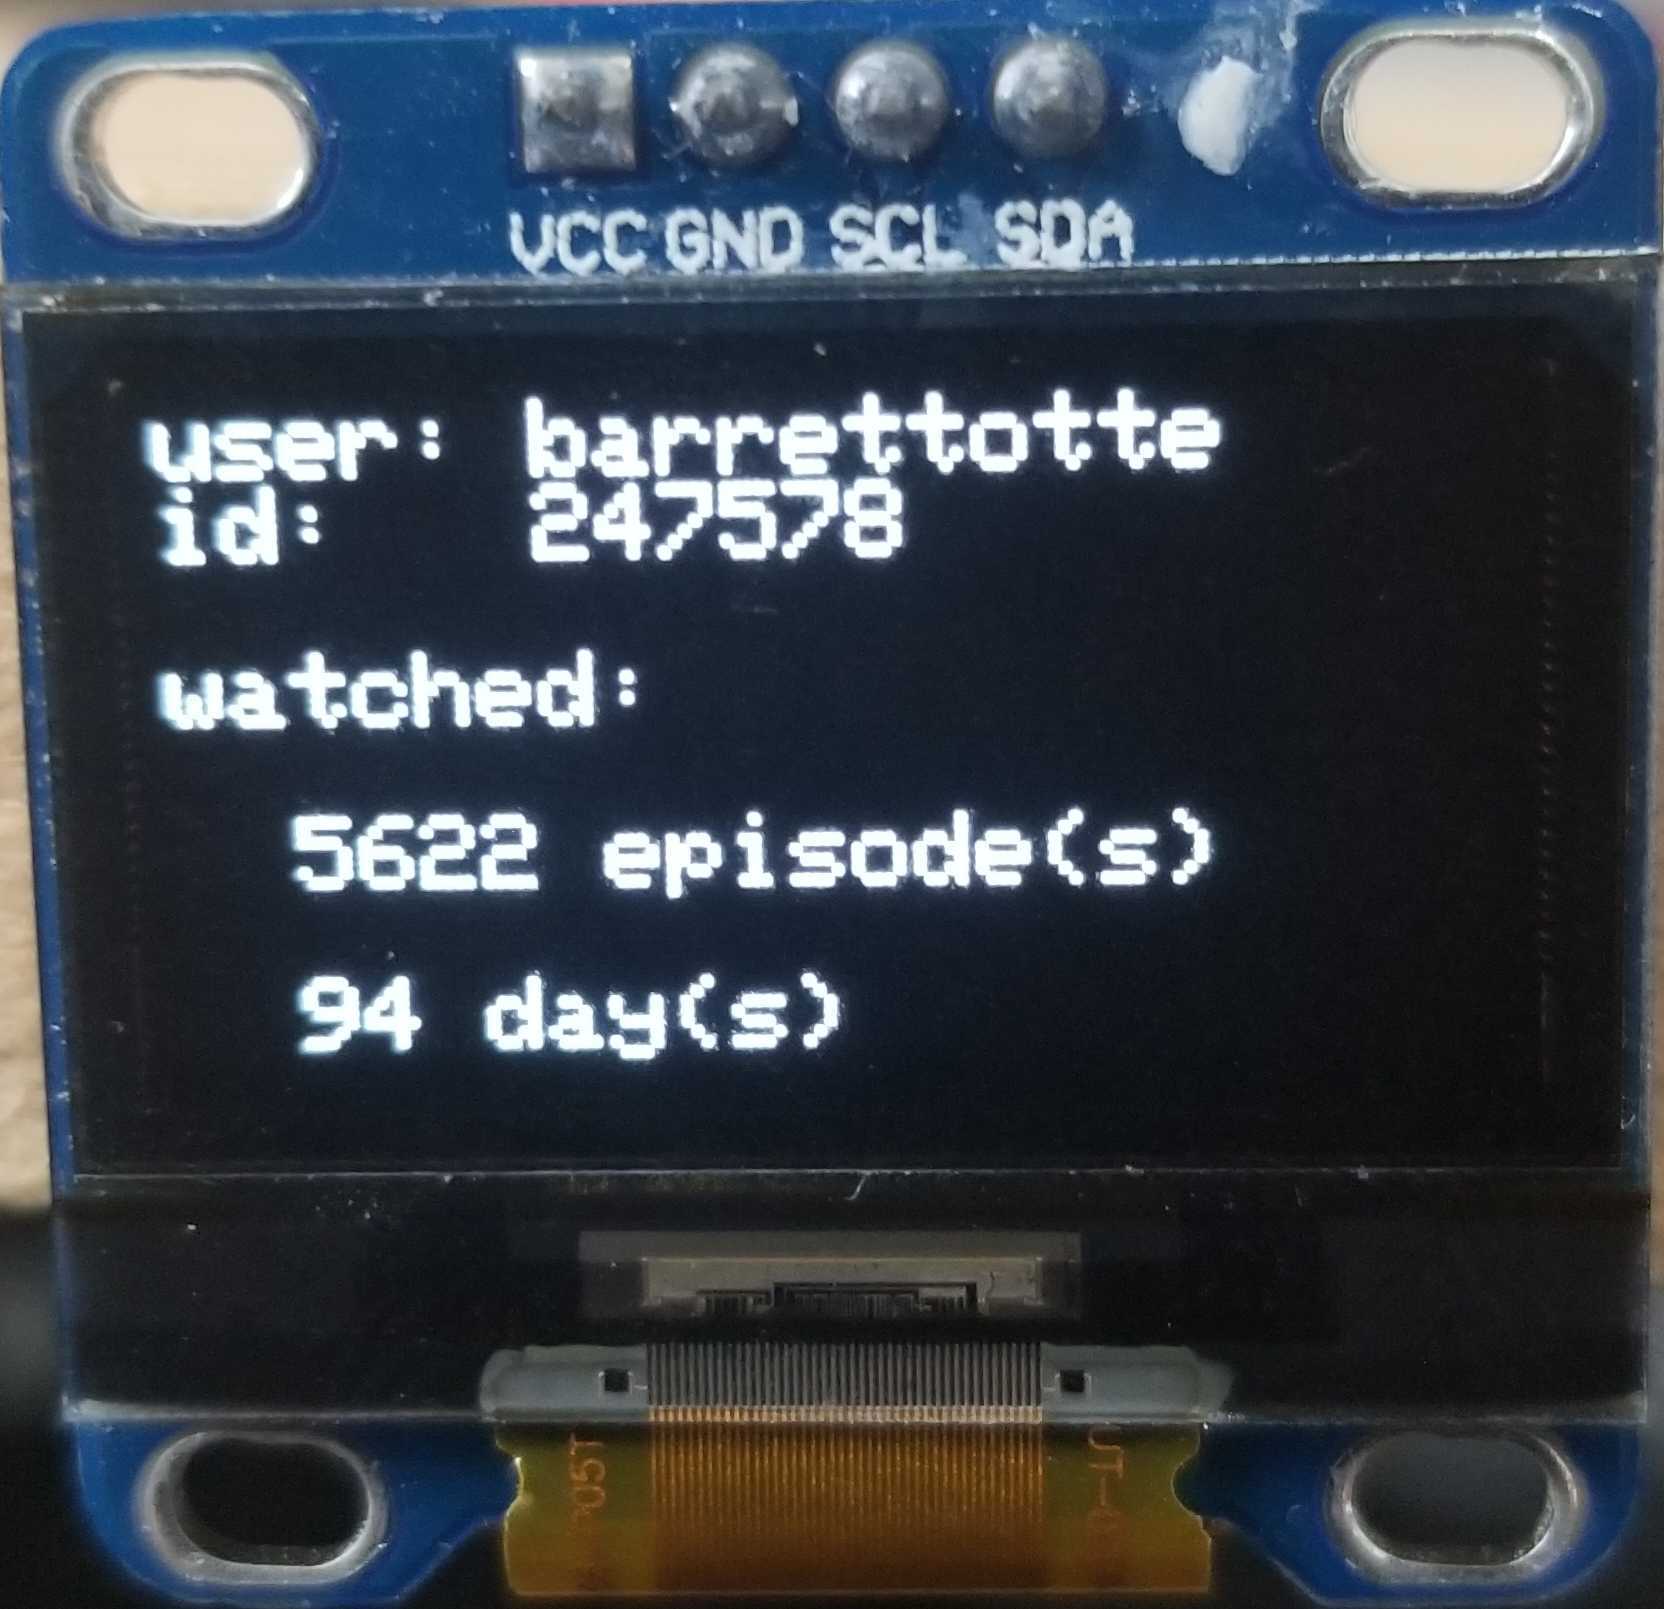 VCC GND SCL SDA
user: barrettotte
id: 247578
watched:
5622 episode(s)
94 day(s)